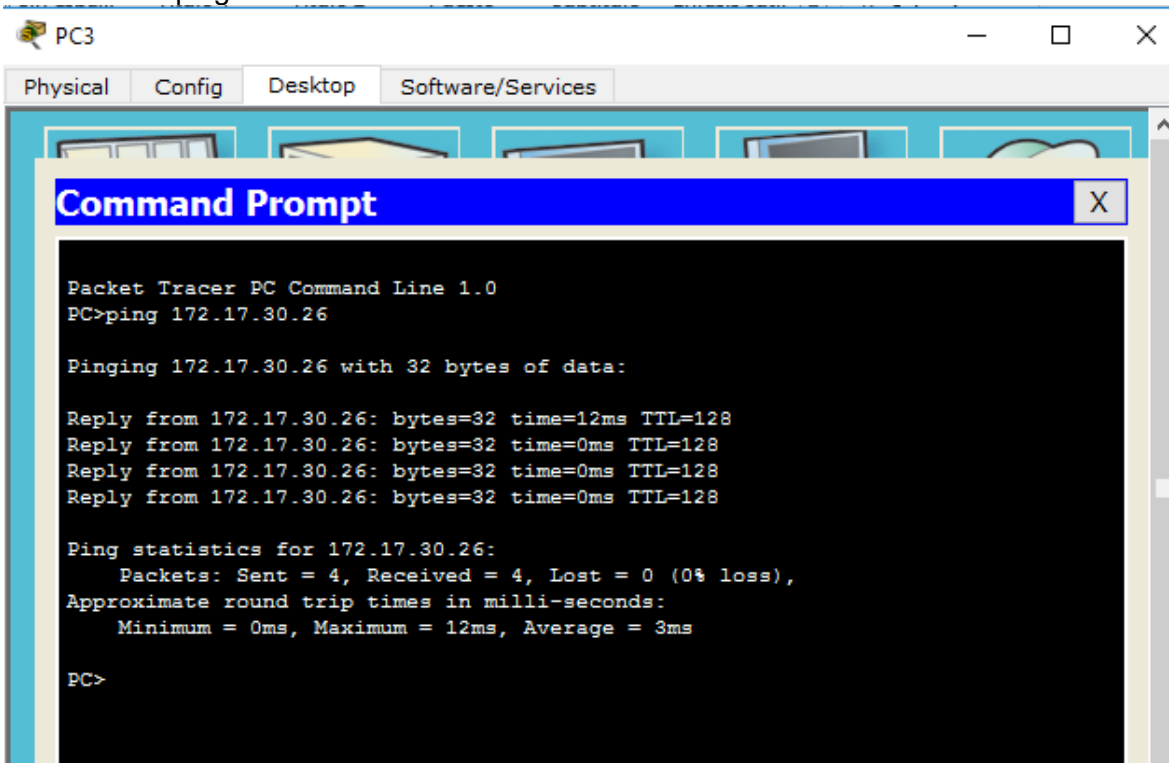 PC3
Physical Config Desktop Software/Services
Command Prompt X
Packet Tracer PC Command Line 1.0
PC>ping 172.17.30.26
Pinging 172.17.30.26 with 32 bytes of data:
Reply from 172.17.30.26: bytes=32 time=12ms TTL=128
Reply from 172.17.30.26: bytes=32 time=0ms TTL=128
Reply from 172.17.30.26: bytes=32 time=0ms TTL=128
Reply from 172.17.30.26: bytes=32 time=0ms TTL=128
Ping statistics for 172.17.30.26:
Packets: Sent = 4, Received = 4, Lost = 0 (0% loss),
Approximate round trip times in milli-seconds:
Minimum = 0ms, Maximum = 12ms, Average = 3ms
PC>